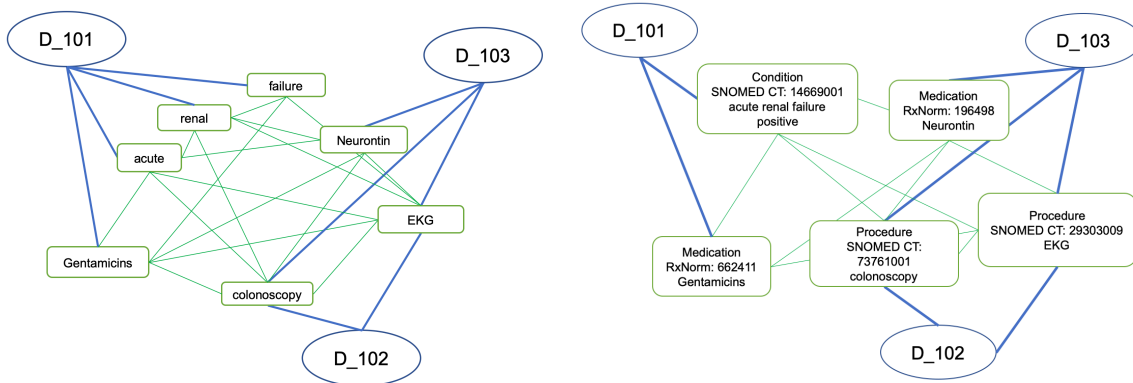 D_101
D_103
failure
renal
Neurontin
acute
EKG
Gentamicins
colonoscopy
D_102
D_101
D_103
Condition
SNOMED CT: 14669001
acute renal failure
positive
Medication
RxNorm: 196498
Neurontin
Procedure
SNOMED CT: 29303009
EKG
Medication
RxNorm: 662411
Gentamicins
Procedure
SNOMED CT:
73761001
colonoscopy
D_102